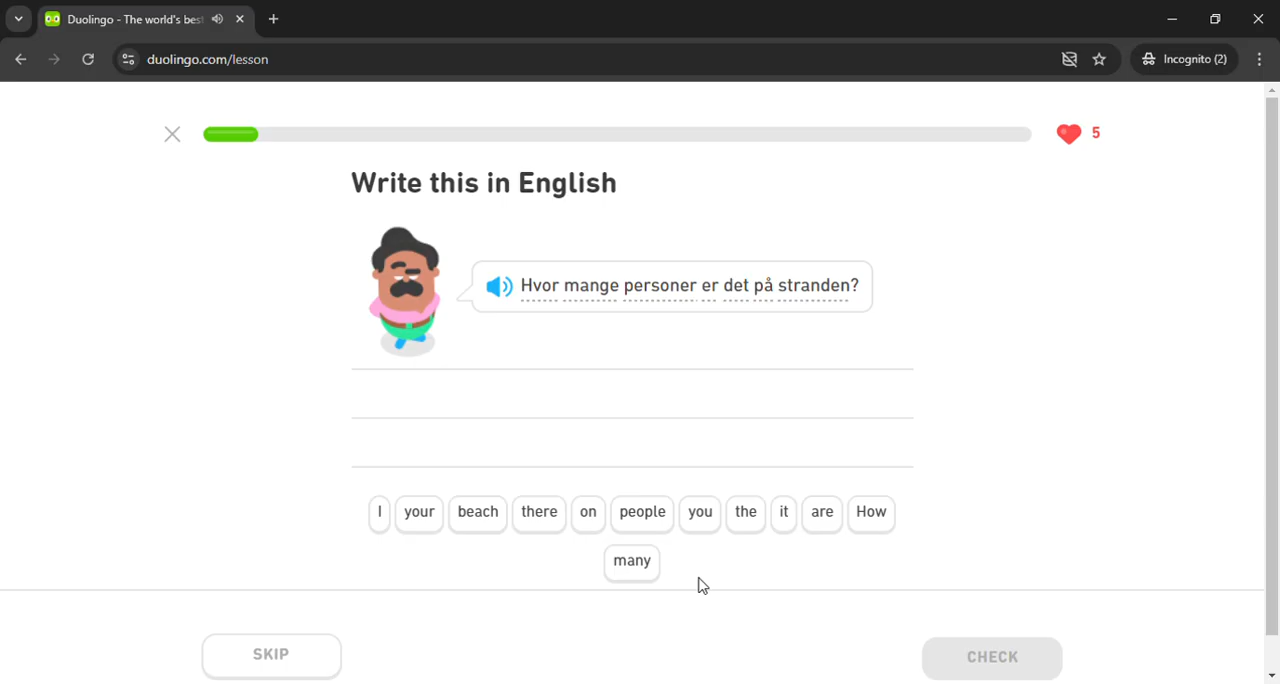 Duolingo - The world's bes
duolingo.com/lesson
Incognito (2)
5
Write this in English
Hvor mange personer er det på stranden?
I your beach there on people you the it are How
many
SKIP
CHECK